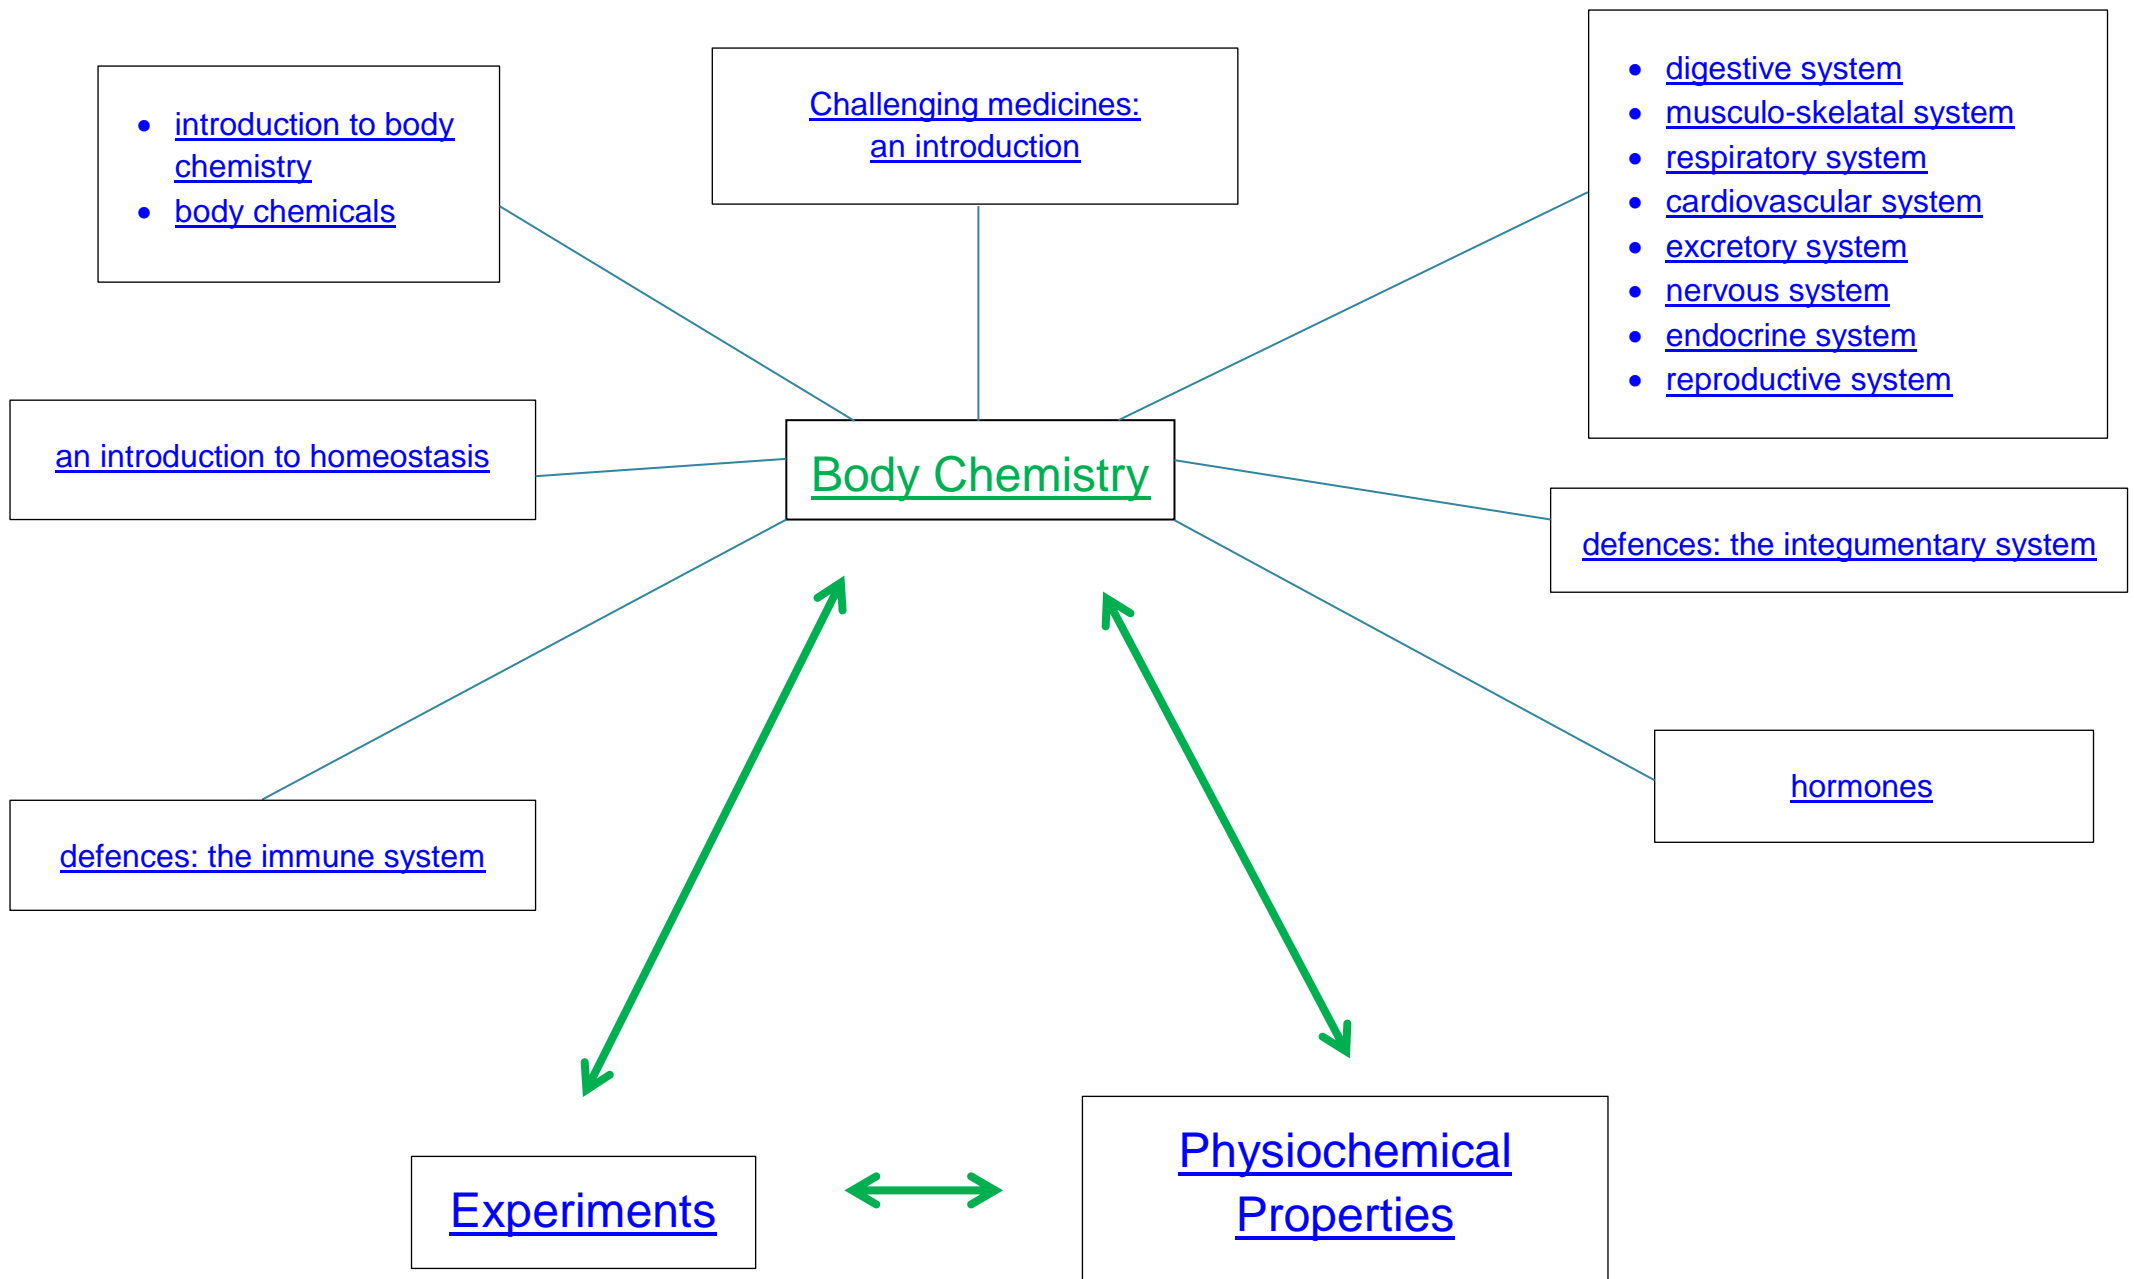 • introduction to body
chemistry
• body chemicals
Challenging medicines:
an introduction
• digestive system
• musculo-skelatal system
• respiratory system
• cardiovascular system
• excretory system
• nervous system
• endocrine system
• reproductive system
an introduction to homeostasis
Body Chemistry
defences: the integumentary system
hormones
defences: the immune system
Experiments
Physiochemical
Properties